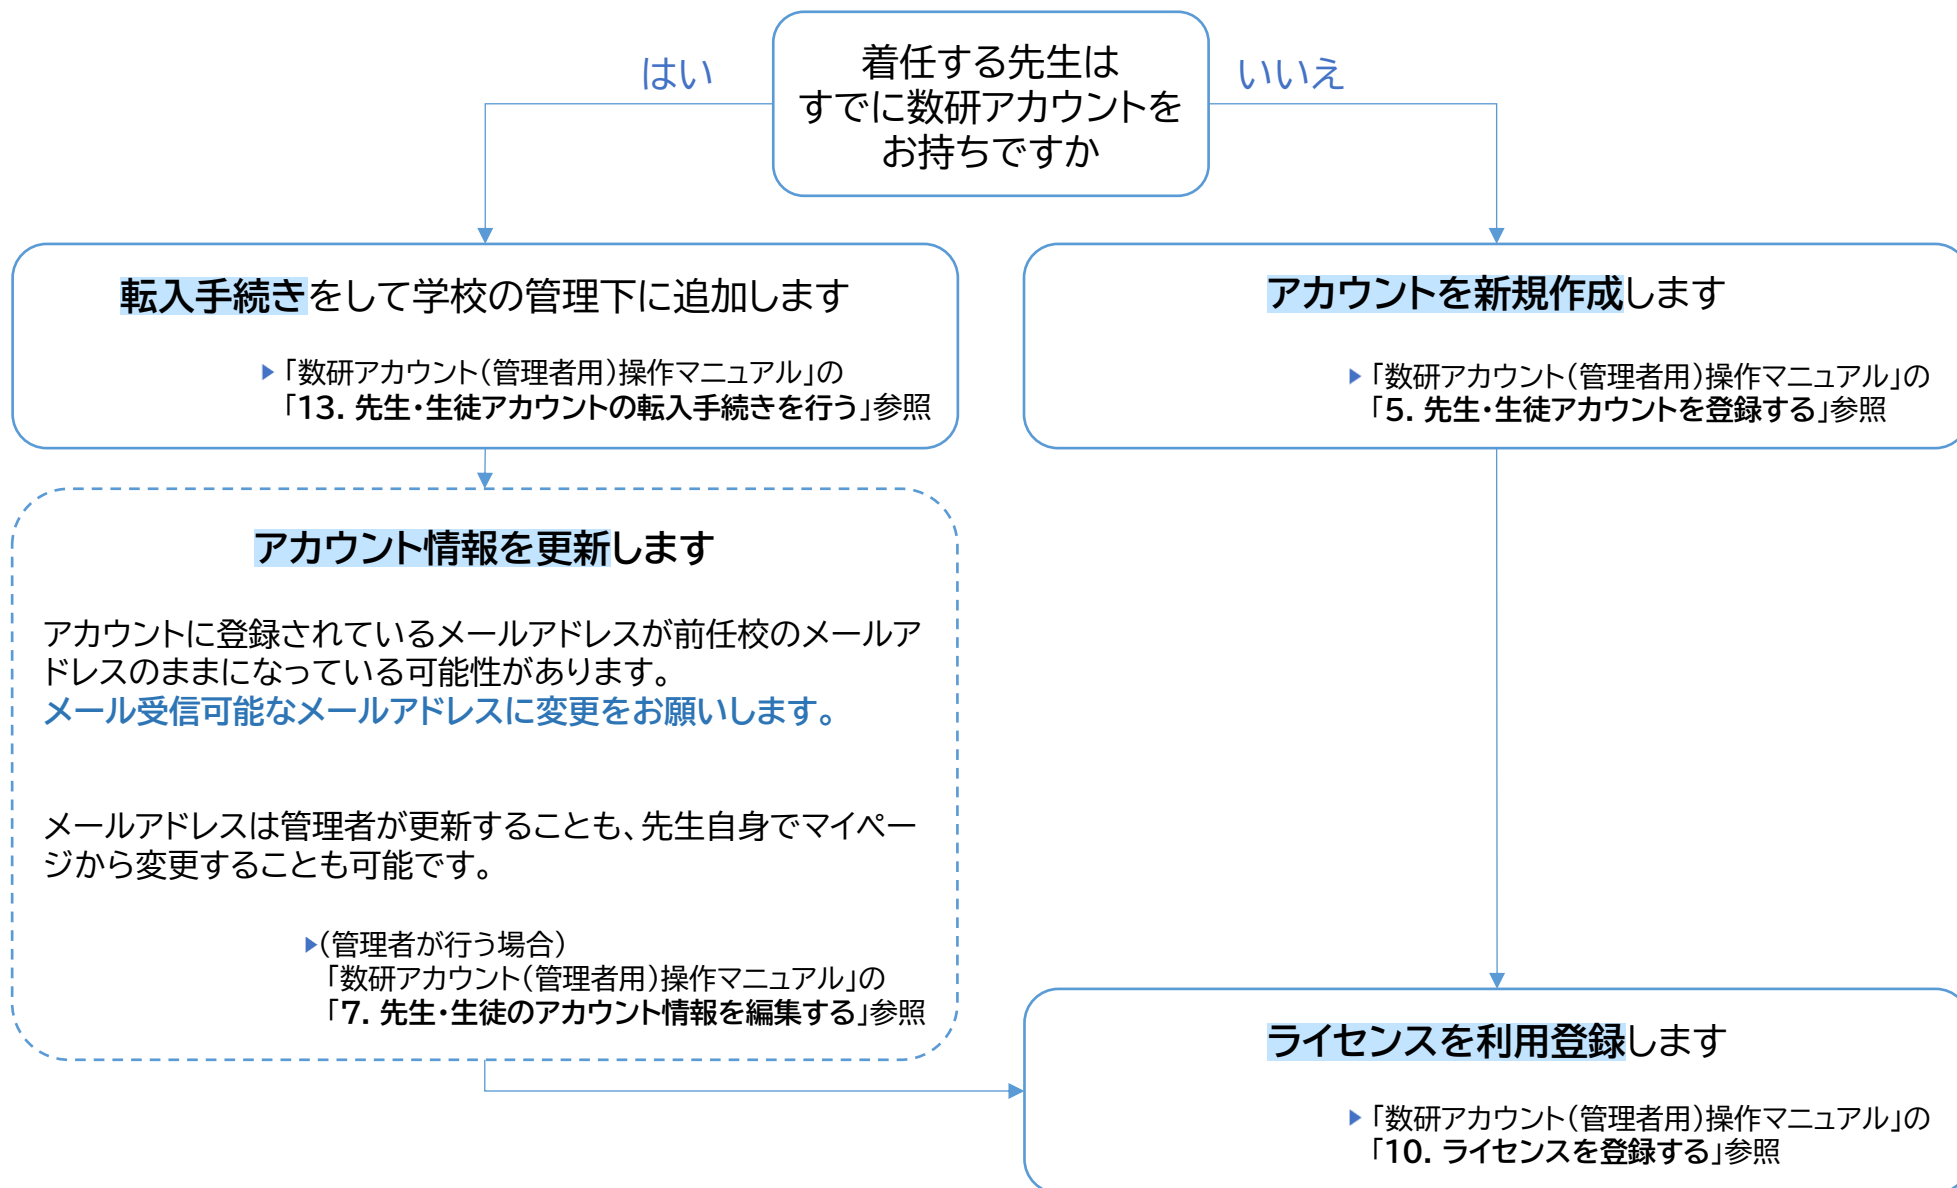 着任する先生は
すでに数研アカウントを
お持ちですか
はい
いいえ
転入手続きをして学校の管理下に追加します
「数研アカウント(管理者用)操作マニュアル」の
「13. 先生・生徒アカウントの転入手続きを行う」参照
アカウントを新規作成します
「数研アカウント(管理者用)操作マニュアル」の
「5. 先生・生徒アカウントを登録する」参照
アカウント情報を更新します
アカウントに登録されているメールアドレスが前任校のメールア
ドレスのままになっている可能性があります。
メール受信可能なメールアドレスに変更をお願いします。
メールアドレスは管理者が更新することも、先生自身でマイペー
ジから変更することも可能です。
(管理者が行う場合)
「数研アカウント(管理者用)操作マニュアル」の
「7. 先生・生徒のアカウント情報を編集する」参照
ライセンスを利用登録します
「数研アカウント(管理者用)操作マニュアル」の
「10. ライセンスを登録する」参照